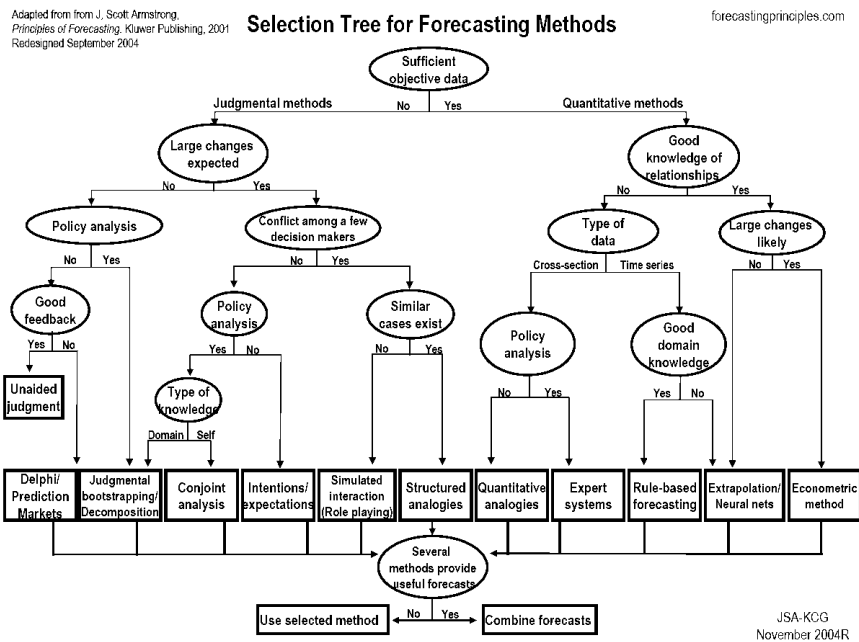 Adapted from from J, Scott Armstrong,
Principles of Forecasting. Kluwer Publishing, 2001
Redesigned September 2004
Selection Tree for Forecasting Methods
forecastingprinciples.com
Sufficient
objective data
Judgmental methods
No
Yes
Quantitative methods
Large changes
expected
Good
knowledge of
relationships
No
Yes
No
Yes
Policy analysis
Conflict among a few
decision makers
Type of
data
Large changes
likely
No
Yes
No
Yes
Cross-section
Time series
No
Yes
Good
feedback
Policy
analysis
Similar
cases exist
Policy
analysis
Good
domain
knowledge
Yes
No
Yes
No
No
Yes
Unaided
judgment
Type of
knowledge
No
Yes
Yes
No
Domain
Self
Delphi/
Prediction
Markets
Judgmental
bootstrapping/
Decomposition
Conjoint
analysis
Intentions/
expectations
Simulated
interaction
(Role playing)
Structured
analogies
Quantitative
analogies
Expert
systems
Rule-based
forecasting
Extrapolation/
Neural nets
Econometric
method
Several
methods provide
useful forecasts
Use selected method
No
Yes
Combine forecasts
JSA-KCG
November 2004R